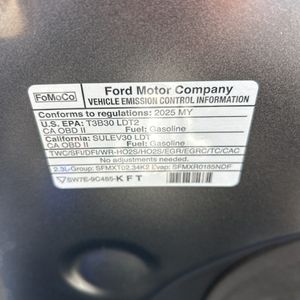 FoMoCo
Ford Motor Company
VEHICLE EMISSION CONTROL INFORMATION
Conforms to regulations: 2025 MY
U.S. EPA: T3B30 LDT2
CA OBD II Fuel: Gasoline
California: SULEV30 LDT
CA OBD II Fuel: Gasoline
TWC/SFI/DFI/WR-HO2S/HO2S/EGR/EGRC/TC/CAC
No adjustments needed.
2.3L-Group: SFMXT02.34K2 Evap: SFMXR0185NDF
SW7E-9C485-KFT